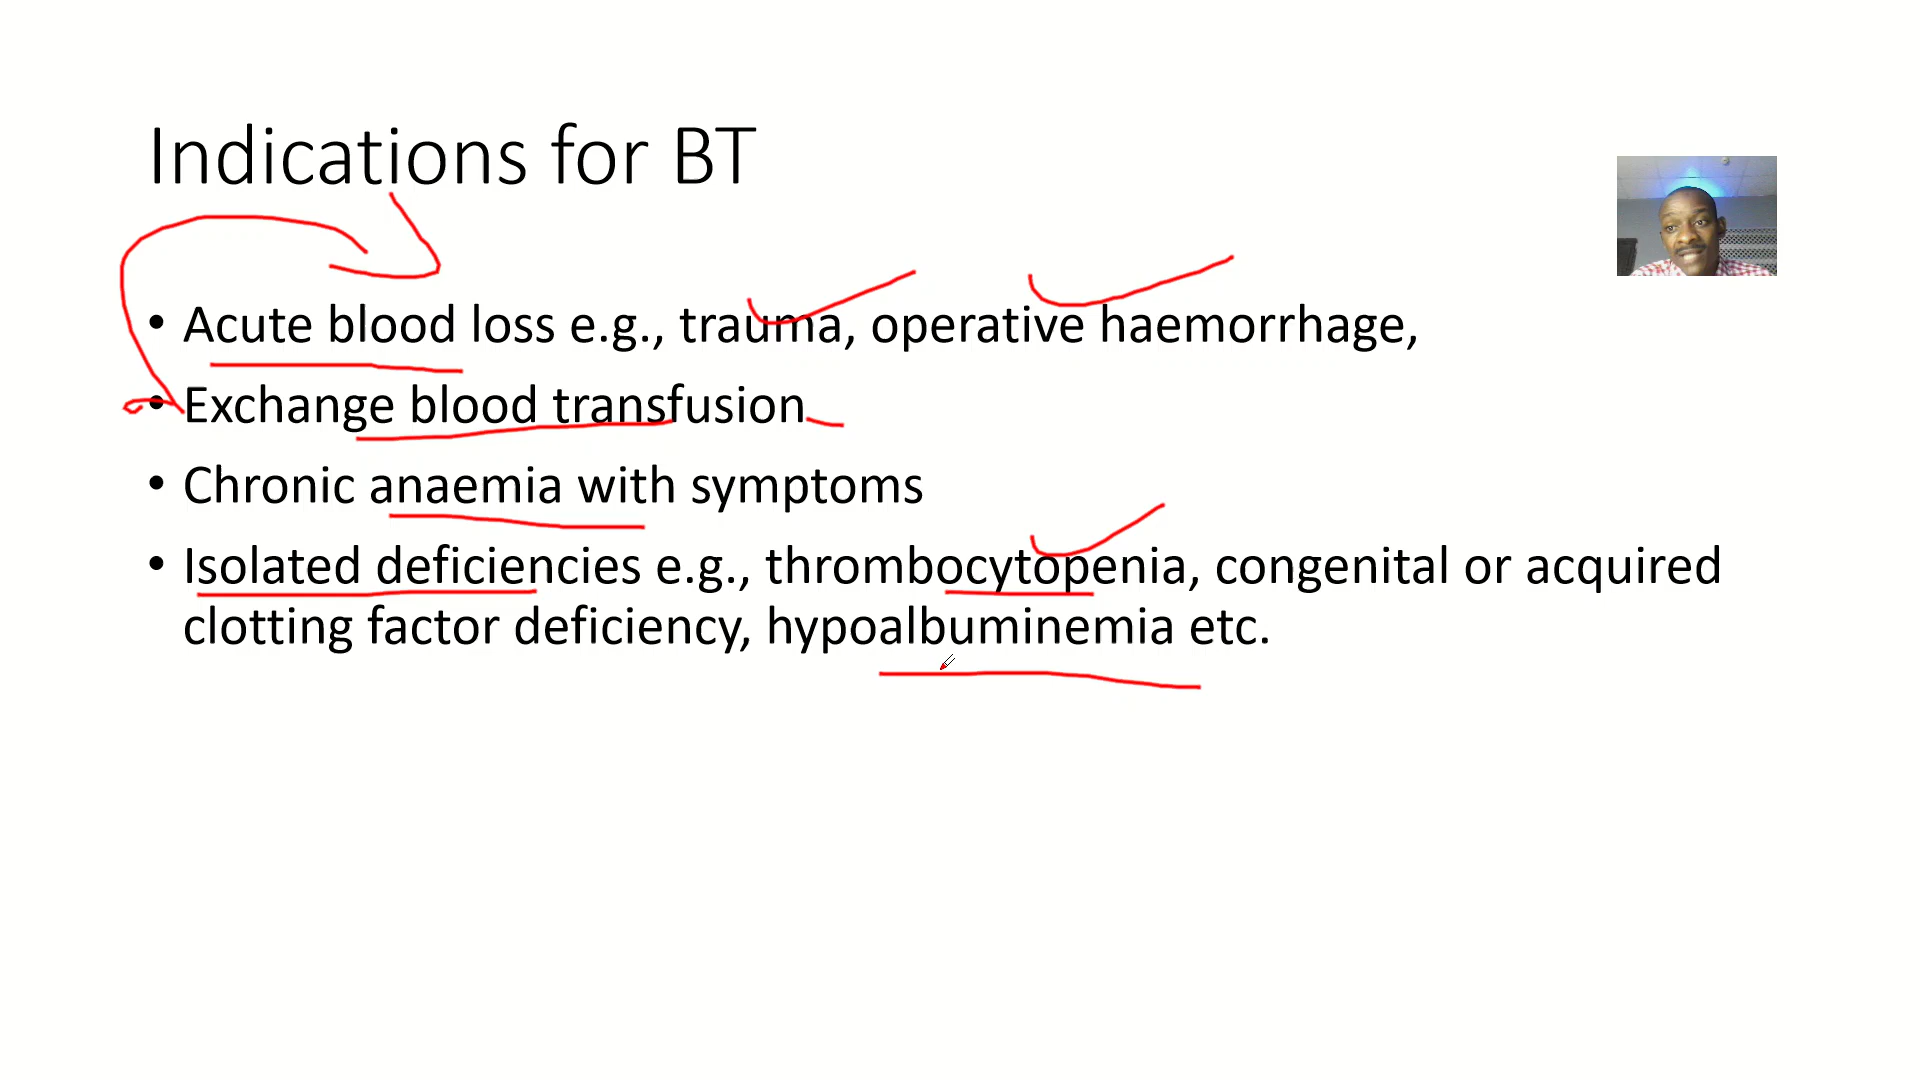 Indications for BT
• Acute blood loss e.g., trauma, operative haemorrhage,
• Exchange blood transfusion
• Chronic anaemia with symptoms
• Isolated deficiencies e.g., thrombocytopenia, congenital or acquired
clotting factor deficiency, hypoalbuminemia etc.